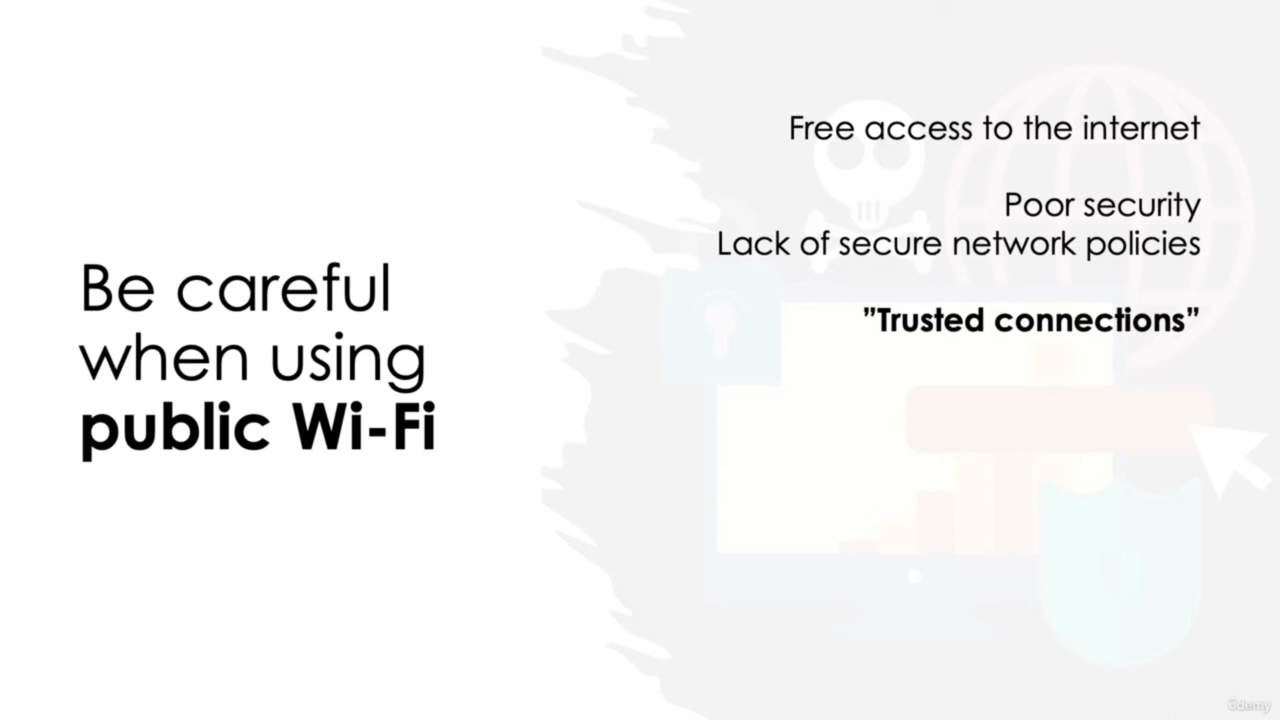 Be careful
when using
public Wi-Fi
Free access to the internet
Poor security
Lack of secure network policies
”Trusted connections”
ûdemy